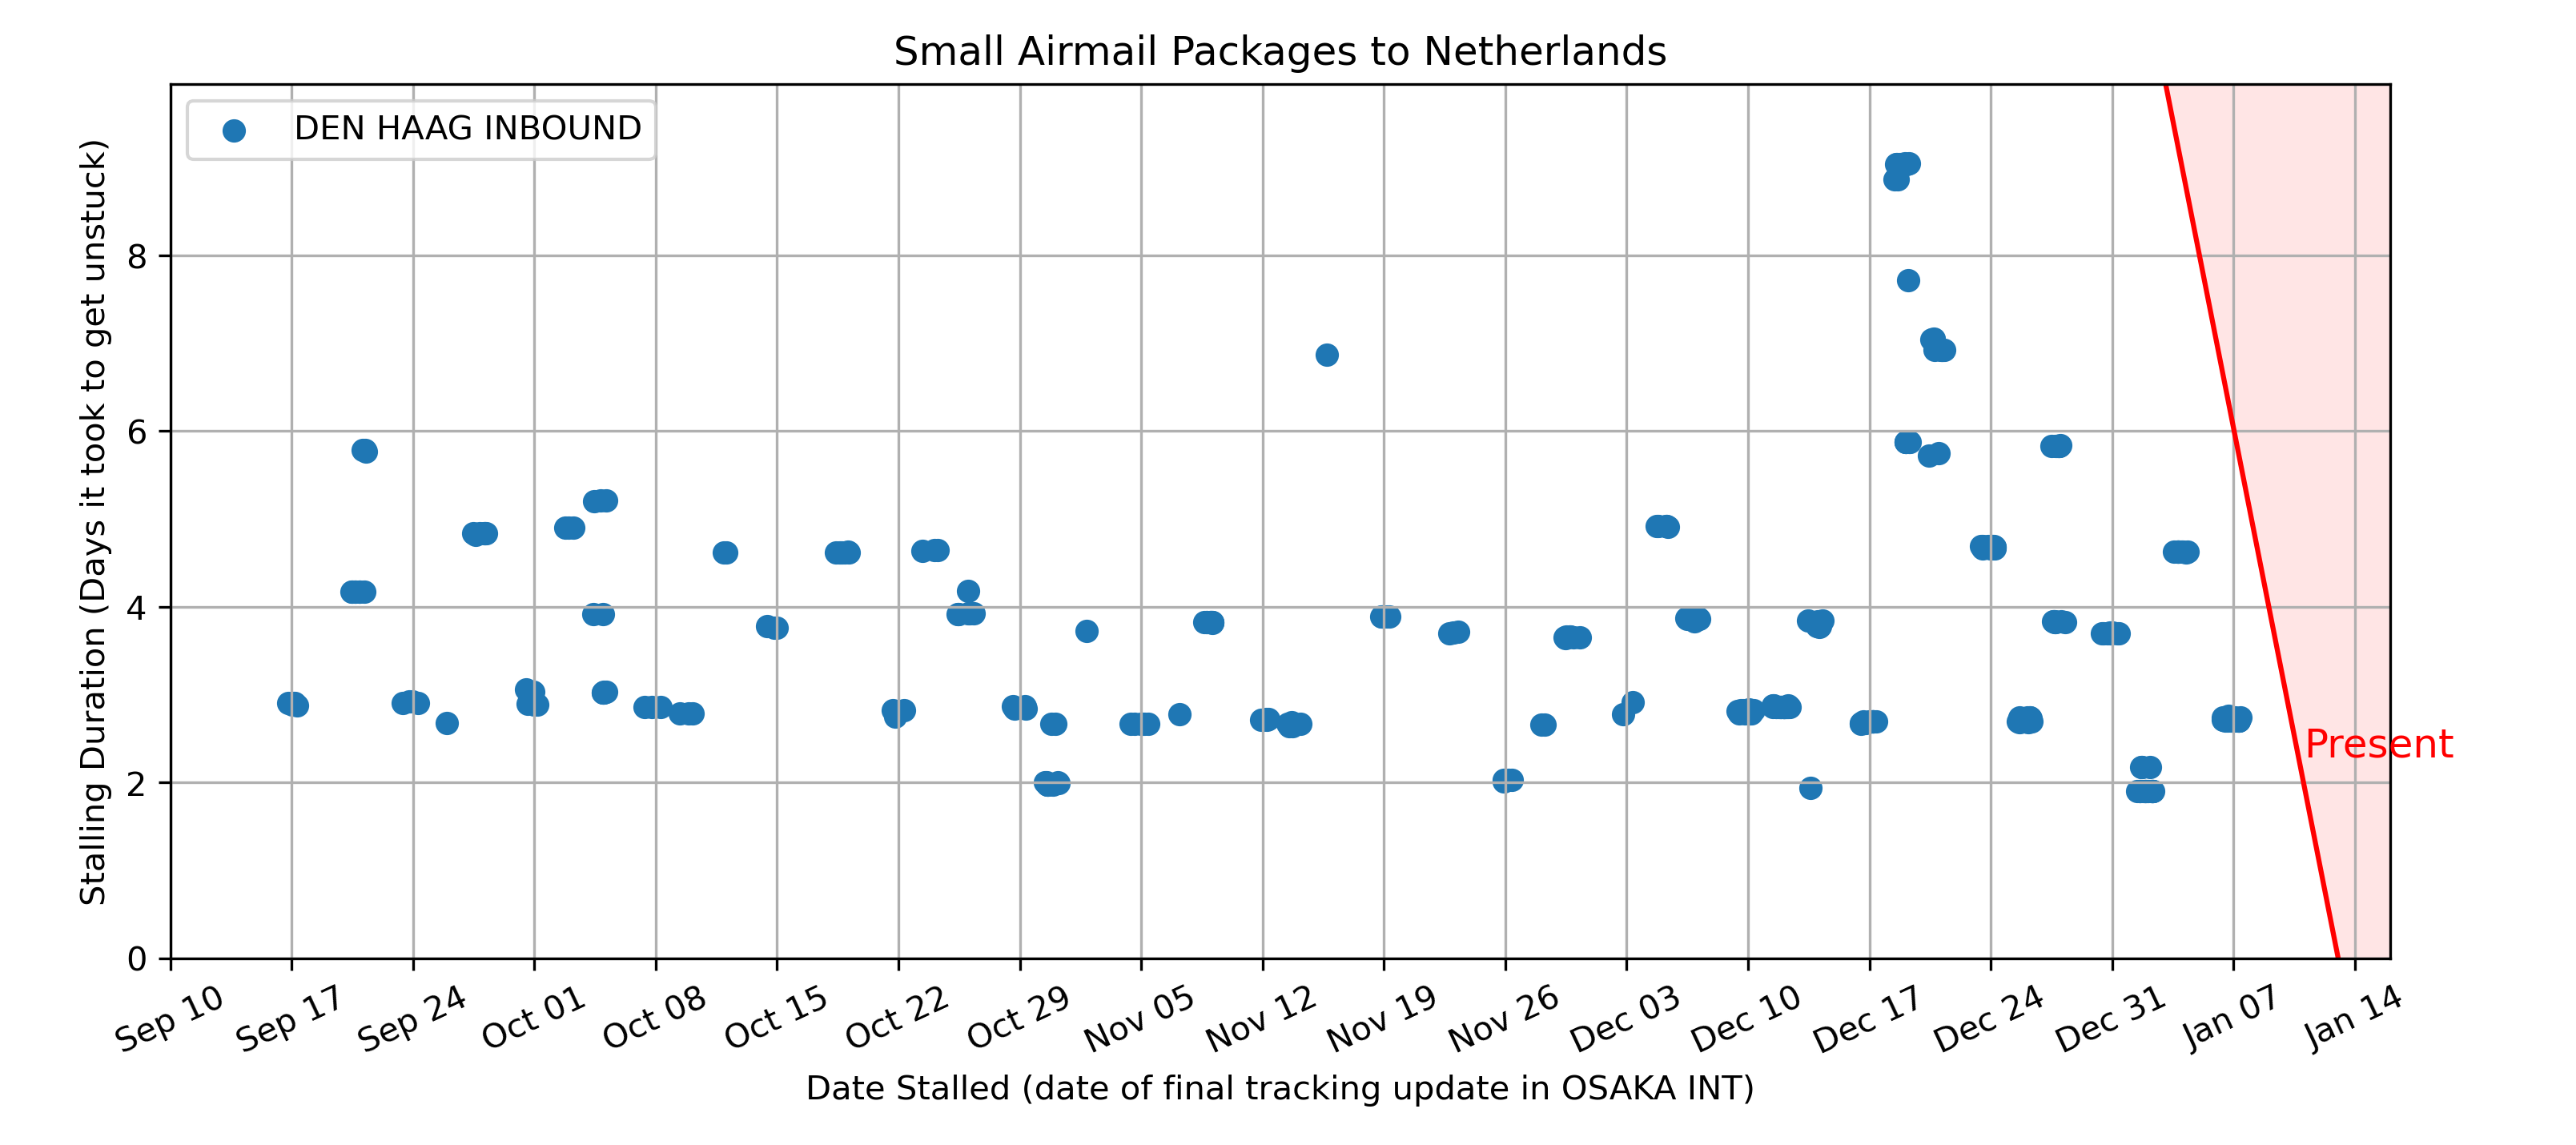 Small Airmail Packages to Netherlands
DEN HAAG INBOUND
Stalling Duration (Days it took to get unstuck)
8
6
4
2
0
Present
Sep 10
Sep 17
Sep 24
Oct 01
Oct 08
Oct 15
Oct 22
Oct 29
Nov 05
Nov 12
Nov 19
Nov 26
Dec 03
Dec 10
Dec 17
Dec 24
Dec 31
Jan 07
Jan 14
Date Stalled (date of final tracking update in OSAKA INT)